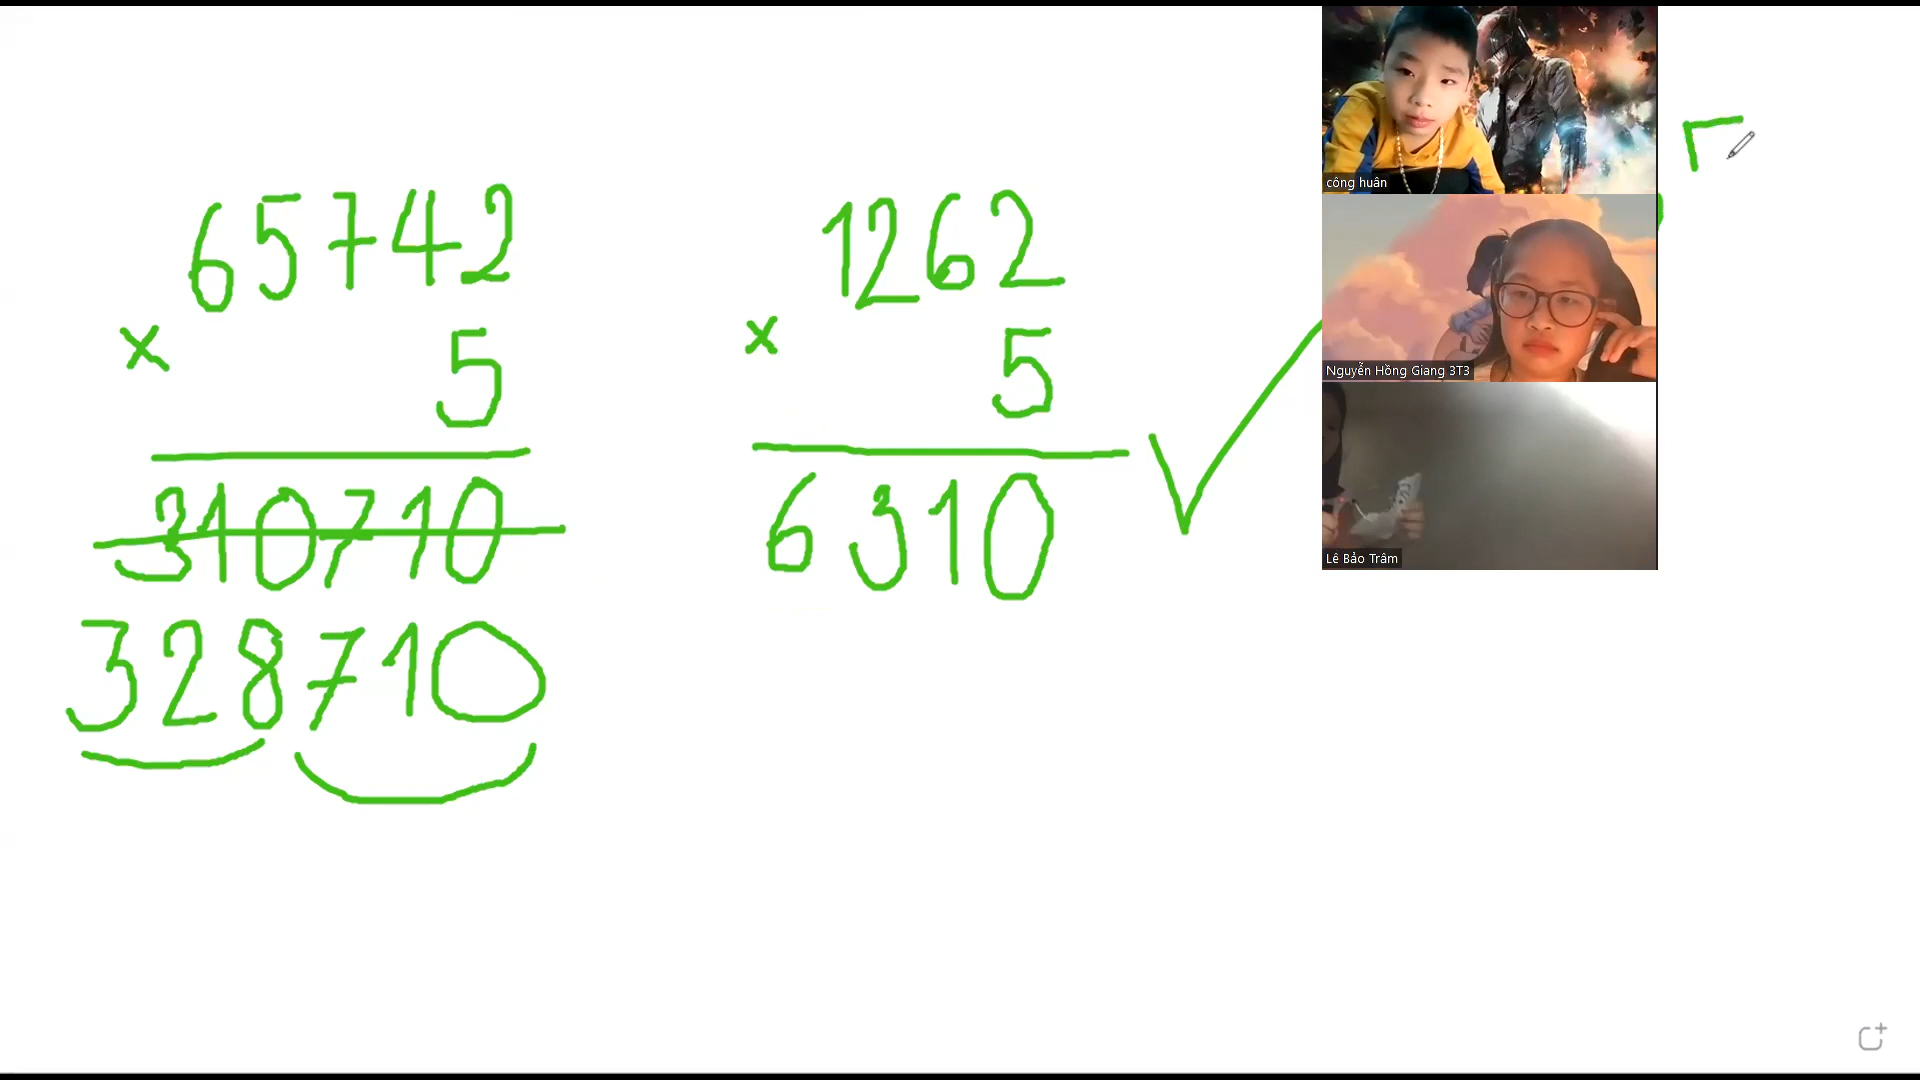 65742
x
5
310710
328710
1262
x
5
6310
công huân
Nguyễn Hồng Giang 3T3
Lê Bảo Trâm